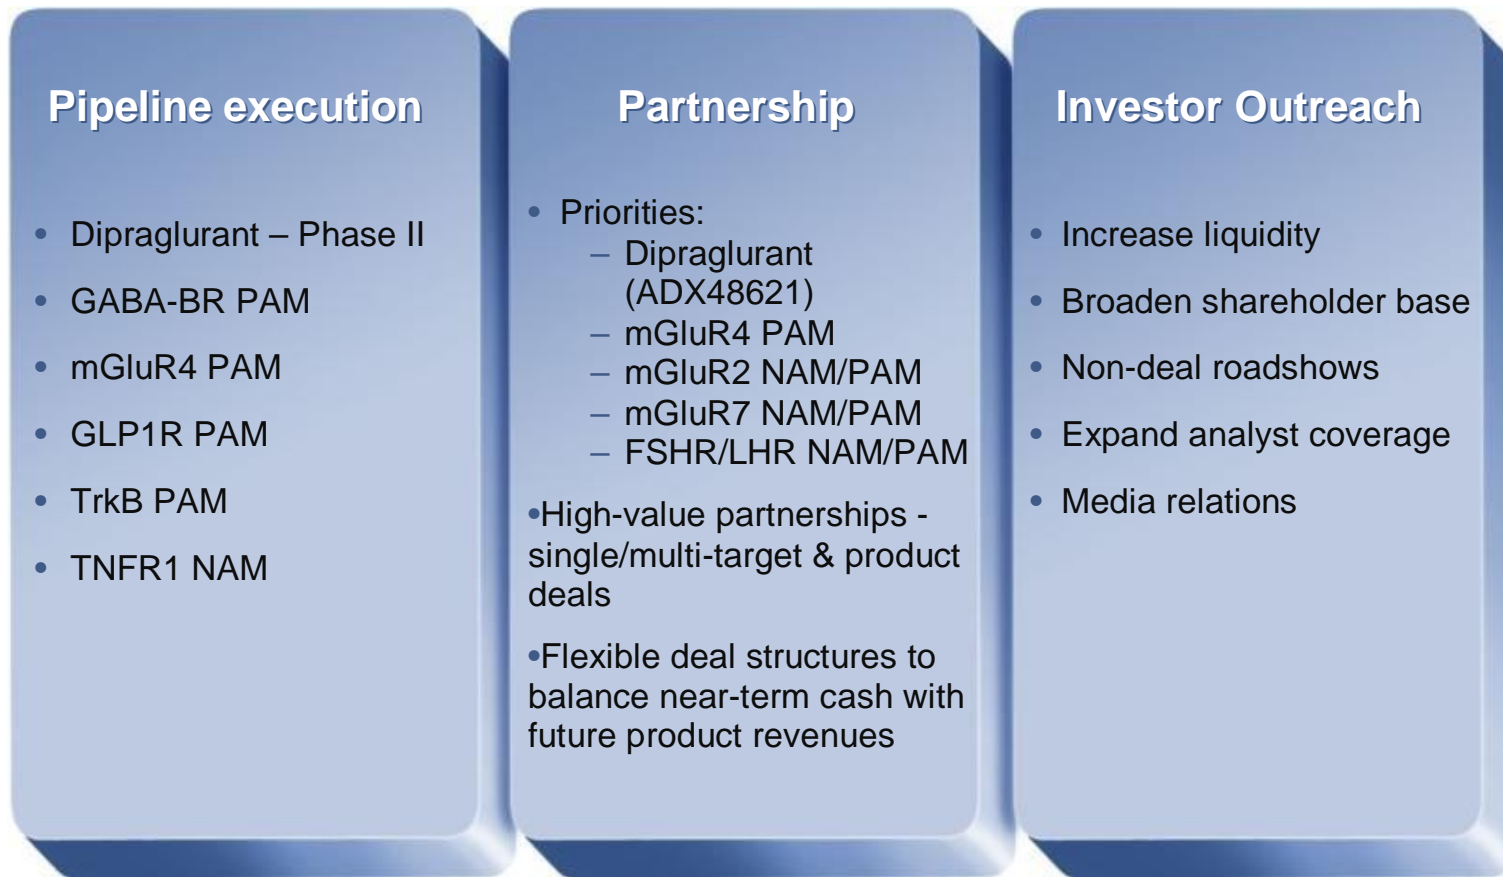 Pipeline execution
• Dipraglurant – Phase II
• GABA-BR PAM
• mGluR4 PAM
• GLP1R PAM
• TrkB PAM
• TNFR1 NAM
Partnership
• Priorities:
– Dipraglurant
(ADX48621)
– mGluR4 PAM
– mGluR2 NAM/PAM
– mGluR7 NAM/PAM
– FSHR/LHR NAM/PAM
•High-value partnerships -
single/multi-target & product
deals
•Flexible deal structures to
balance near-term cash with
future product revenues
Investor Outreach
• Increase liquidity
• Broaden shareholder base
• Non-deal roadshows
• Expand analyst coverage
• Media relations